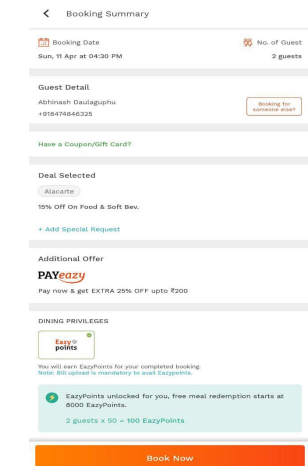 Booking Summary
Booking Date
No. of Guest
Sun, 11 Apr at 04:30 PM
2 guests
Guest Detail
Abhinash Daulaguphu
+918474846325
Booking for
someone else?
Have a Coupon/Gift Card?
Deal Selected
Alacarte
15% Off On Food & Soft Bev.
+ Add Special Request
Additional Offer
PAYeazy
Pay now & get EXTRA 25% OFF upto ₹200
DINING PRIVILEGES
Eazy
points
You will earn EazyPoints for your completed booking.
Note: Bill upload is mandatory to avail Eazypoints.
EazyPoints unlocked for you, free meal redemption starts at
8000 EazyPoints.
2 guests x 50 = 100 EazyPoints
Book Now